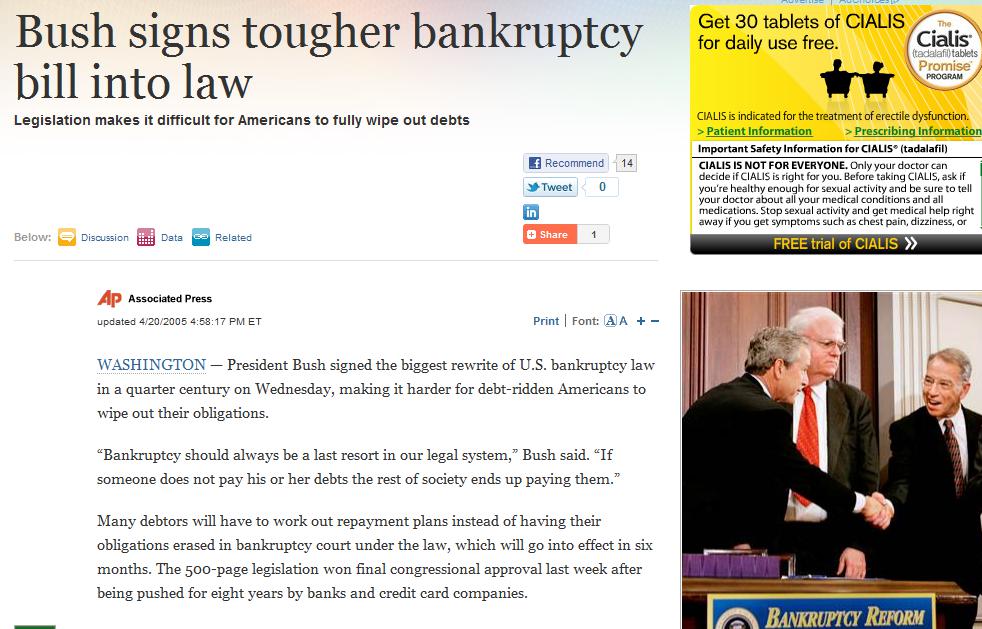 Bush signs tougher bankruptcy
bill into law
Legislation makes it difficult for Americans to fully wipe out debts
Recommend 14
Tweet 0
in
Share 1
Below: Discussion Data Related
AP Associated Press
updated 4/20/2005 4:58:17 PM ET
Print | Font: A A + −
WASHINGTON — President Bush signed the biggest rewrite of U.S. bankruptcy law
in a quarter century on Wednesday, making it harder for debt-ridden Americans to
wipe out their obligations.
“Bankruptcy should always be a last resort in our legal system,” Bush said. “If
someone does not pay his or her debts the rest of society ends up paying them.”
Many debtors will have to work out repayment plans instead of having their
obligations erased in bankruptcy court under the law, which will go into effect in six
months. The 500-page legislation won final congressional approval last week after
being pushed for eight years by banks and credit card companies.
Advertise | AdChoices
Get 30 tablets of CIALIS
for daily use free.
The
Cialis®
(tadalafil) tablets
Promise™
PROGRAM
CIALIS is indicated for the treatment of erectile dysfunction.
> Patient Information > Prescribing Information
Important Safety Information for CIALIS® (tadalafil)
CIALIS IS NOT FOR EVERYONE. Only your doctor can
decide if CIALIS is right for you. Before taking CIALIS, ask if
you're healthy enough for sexual activity and be sure to tell
your doctor about all your medical conditions and all
medications. Stop sexual activity and get medical help right
away if you get symptoms such as chest pain, dizziness, or
FREE trial of CIALIS
BANKRUPTCY REFORM